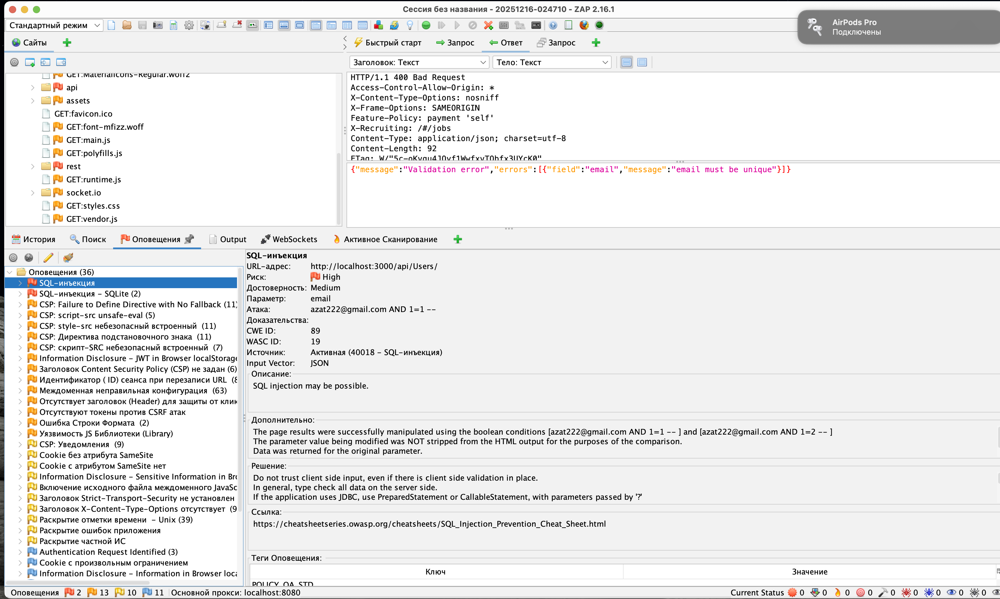 Сессия без названия - 20251216-024710 - ZAP 2.16.1
AirPods Pro
Подключены
Стандартный режим
Сайты
Быстрый старт
Запрос
Ответ
Запрос
Заголовок: Текст
Тело: Текст
GET:MaterialIcons-Regular.woff2
api
assets
GET:favicon.ico
GET:font-mfizz.woff
GET:main.js
GET:polyfills.js
rest
GET:runtime.js
socket.io
GET:styles.css
GET:vendor.js
HTTP/1.1 400 Bad Request
Access-Control-Allow-Origin: *
X-Content-Type-Options: nosniff
X-Frame-Options: SAMEORIGIN
Feature-Policy: payment 'self'
X-Recruiting: /#/jobs
Content-Type: application/json; charset=utf-8
Content-Length: 92
{"message":"Validation error","errors":[{"field":"email","message":"email must be unique"}]}
История
Поиск
Оповещения
Output
WebSockets
Активное Сканирование
Оповещения (36)
SQL-инъекция
SQL-инъекция - SQLite (2)
CSP: Failure to Define Directive with No Fallback (11)
CSP: script-src unsafe-eval (5)
CSP: style-src небезопасный встроенный (11)
CSP: Директива подстановочного знака (11)
CSP: скрипт-SRC небезопасный встроенный (7)
Information Disclosure - JWT in Browser localStorage
Заголовок Content Security Policy (CSP) не задан (6)
Идентификатор ( ID) сеанса при перезаписи URL (8
Междоменная неправильная конфигурация (63)
Отсутствует заголовок (Header) для защиты от клик
Отсутствуют токены против CSRF атак
Ошибка Строки Формата (2)
Уязвимость JS Библиотеки (Library)
CSP: Уведомления (9)
Cookie без атрибута SameSite
Cookie с атрибутом SameSite нет
Information Disclosure - Sensitive Information in Bro
Включение исходного файла междоменного JavaSc
Заголовок Strict-Transport-Security не установлен
Заголовок X-Content-Type-Options отсутствует (9
Раскрытие отметки времени - Unix (39)
Раскрытие ошибок приложения
Раскрытие частной ИС
Authentication Request Identified (3)
Cookie с произвольным ограничением
Information Disclosure - Information in Browser loca
SQL-инъекция
URL-адрес: http://localhost:3000/api/Users/
Риск: High
Достоверность: Medium
Параметр: email
Атака: azat222@gmail.com AND 1=1 --
Доказательства:
CWE ID: 89
WASC ID: 19
Источник: Активная (40018 - SQL-инъекция)
Input Vector: JSON
Описание:
SQL injection may be possible.
Дополнительно:
The page results were successfully manipulated using the boolean conditions [azat222@gmail.com AND 1=1 -- ] and [azat222@gmail.com AND 1=2 -- ]
The parameter value being modified was NOT stripped from the HTML output for the purposes of the comparison.
Data was returned for the original parameter.
Решение:
Do not trust client side input, even if there is client side validation in place.
In general, type check all data on the server side.
If the application uses JDBC, use PreparedStatement or CallableStatement, with parameters passed by '?'
Ссылка:
https://cheatsheetseries.owasp.org/cheatsheets/SQL_Injection_Prevention_Cheat_Sheet.html
Теги Оповещения:
Ключ
Значение
POLICY_QA_STD
Оповещения 2 13 10 11 Основной прокси: localhost:8080
Current Status 0 0 0 0 0 0 0 0 0